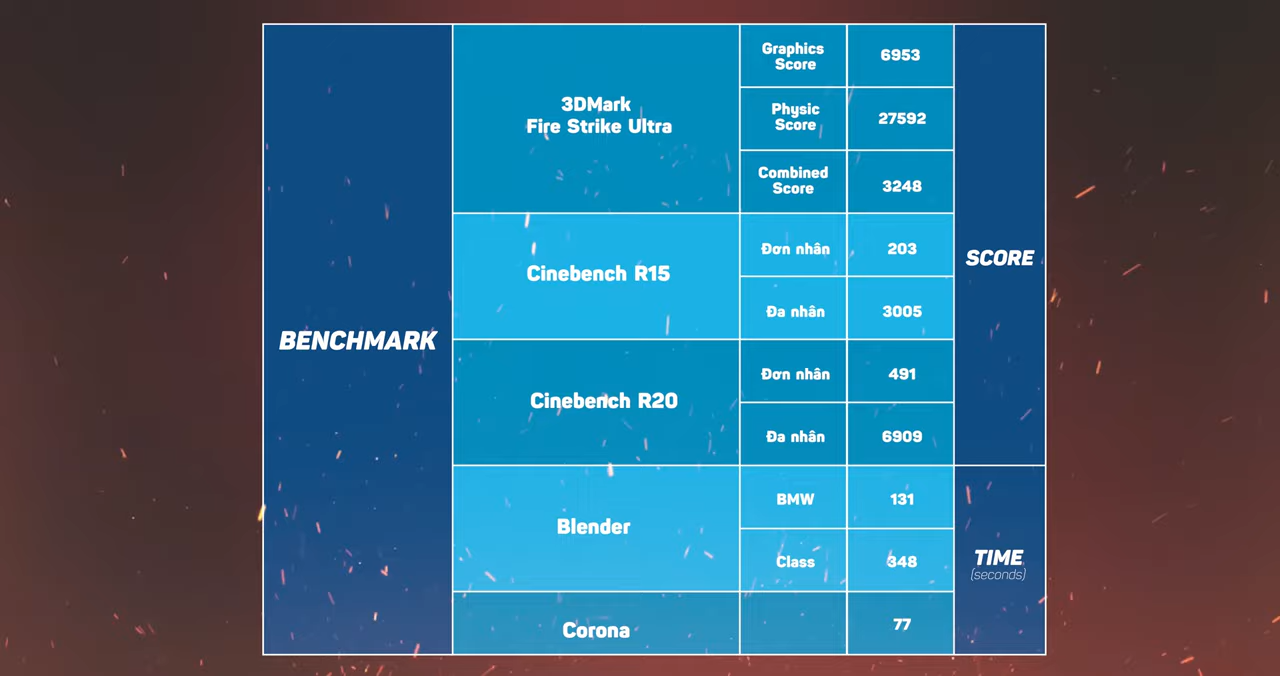 BENCHMARK
3DMark
Fire Strike Ultra
Graphics
Score
6953
Physic
Score
27592
Combined
Score
3248
Cinebench R15
Đơn nhân
203
Đa nhân
3005
Cinebench R20
Đơn nhân
491
Đa nhân
6909
SCORE
Blender
BMW
131
Class
348
Corona
77
TIME
(seconds)